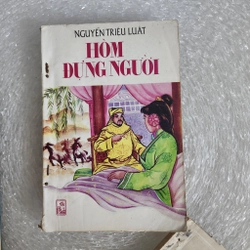 NGUYỄN TRIỆU LUẬT
HÒM
ĐỰNG NGƯỜI